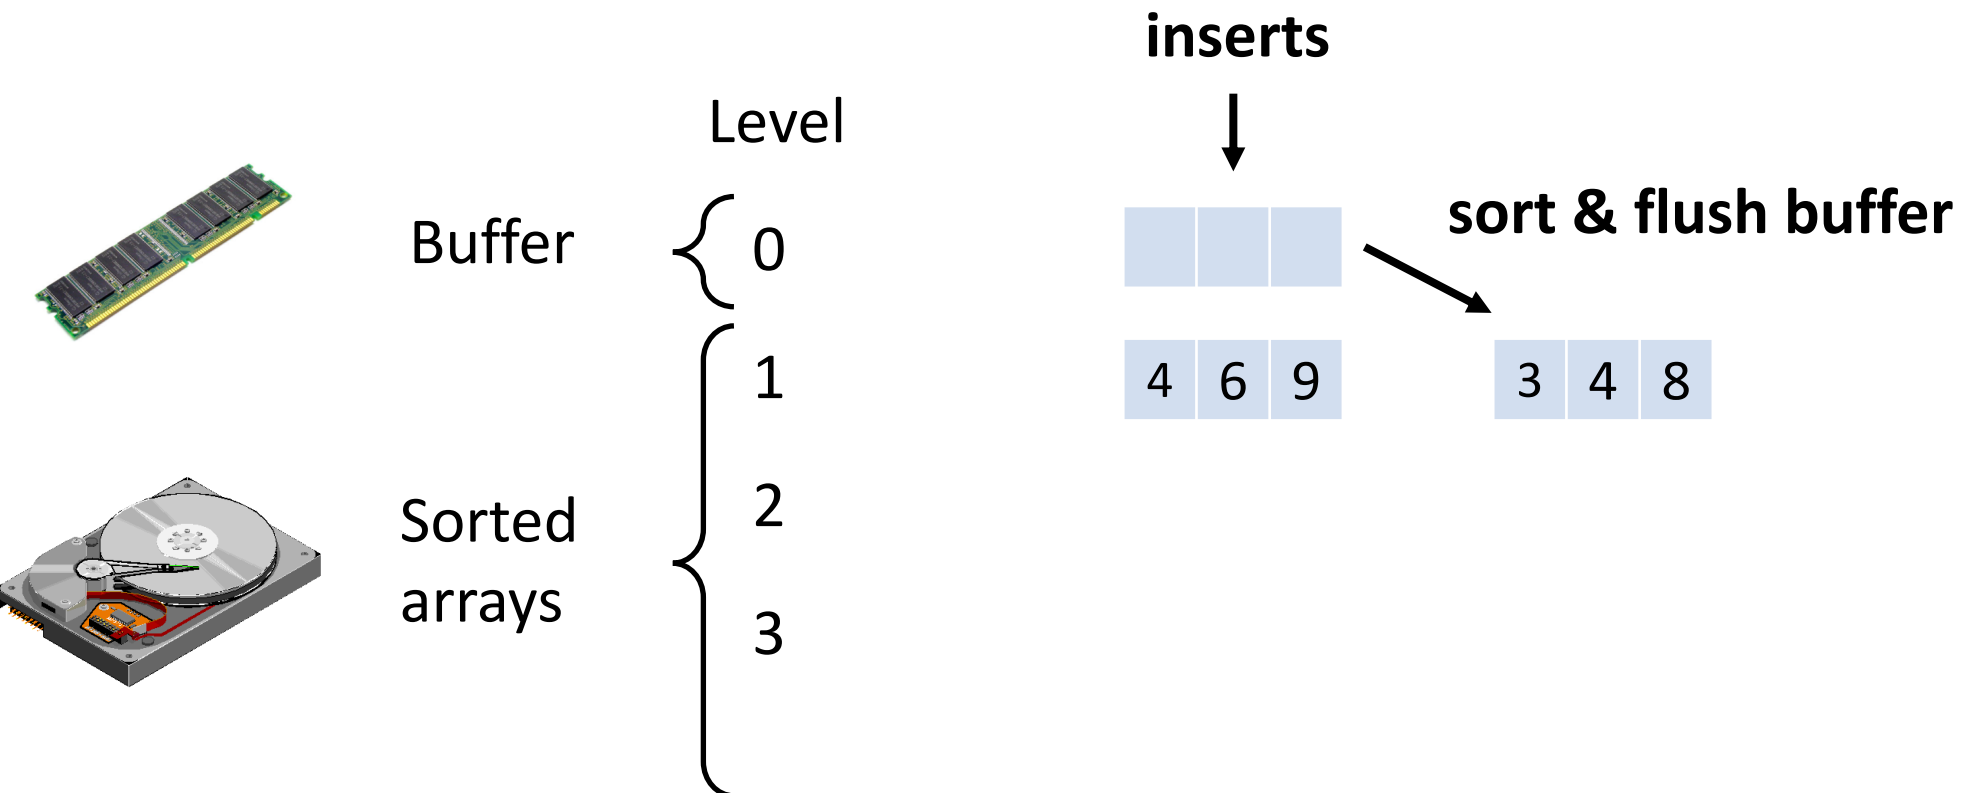 inserts
Level
sort & flush buffer
Buffer
0
1
4 6 9
3 4 8
2
Sorted
arrays
3